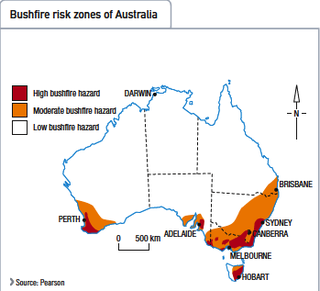 Bushfire risk zones of Australia
High bushfire hazard
Moderate bushfire hazard
Low bushfire hazard
DARWIN
N
BRISBANE
PERTH
SYDNEY
CANBERRA
ADELAIDE
0 500 km
MELBOURNE
HOBART
Source: Pearson